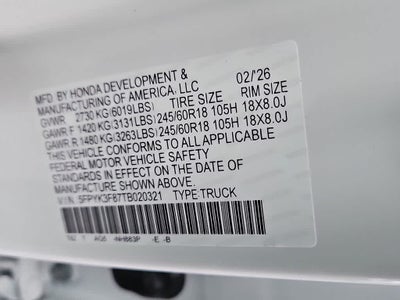 MFD. BY HONDA DEVELOPMENT & 02/'26
MANUFACTURING OF AMERICA, LLC
GVWR 2730 KG(6019LBS) TIRE SIZE RIM SIZE
GAWR F 1420 KG(3131LBS) 245/60R18 105H 18X8.0J
GAWR R 1480 KG(3263LBS) 245/60R18 105H 18X8.0J
THIS VEHICLE CONFORMS TO ALL APPLICABLE
FEDERAL MOTOR VEHICLE SAFETY
STANDARDS IN EFFECT ON THE DATE OF
MANUFACTURE SHOWN ABOVE.
V.I.N. 5FPYK3F87TB020321 TYPE TRUCK
-NH883P -E -B